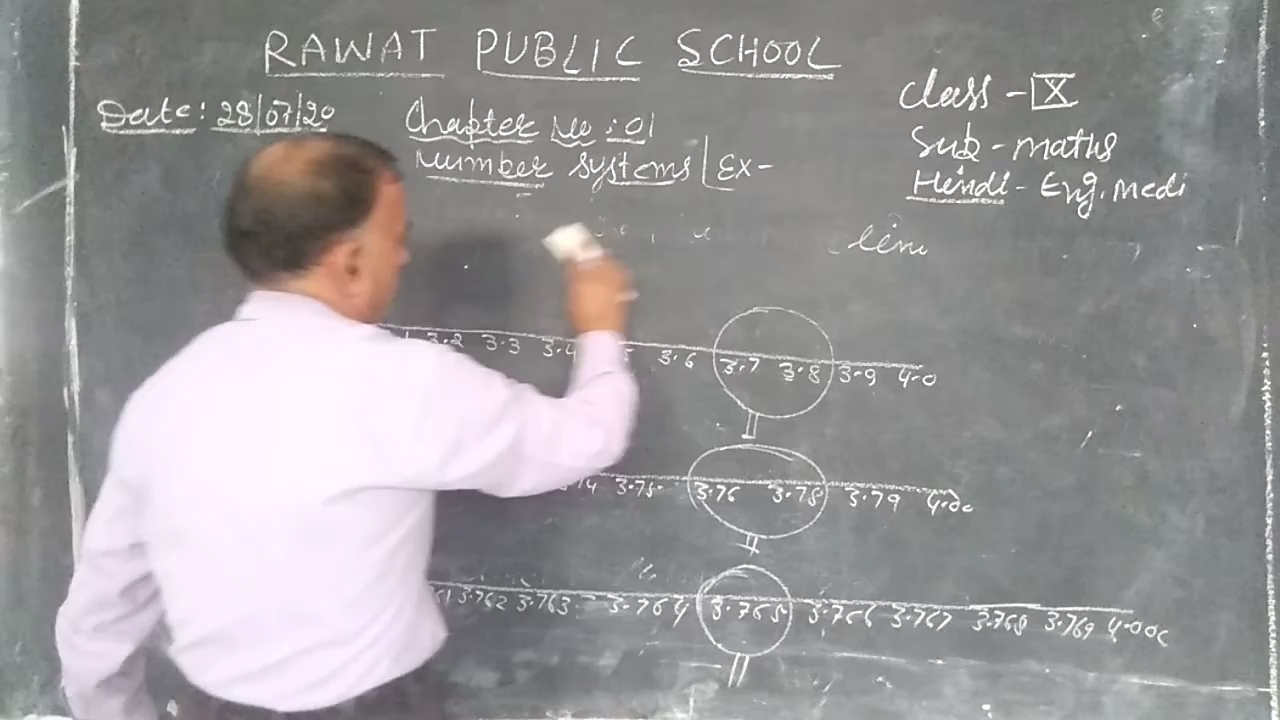 RAWAT PUBLIC SCHOOL
Date: 28/07/20
Chapter No : 01
Number Systems | Ex -
Class - X
Sub - maths
Hindi - Eng. medi
line
3.2 3.3 3.4 3.6 3.7 3.8 3.9 4.0
3.75 3.76 3.78 3.79 4.00
3.762 3.763 3.764 3.765 3.766 3.767 3.768 3.769 4.000